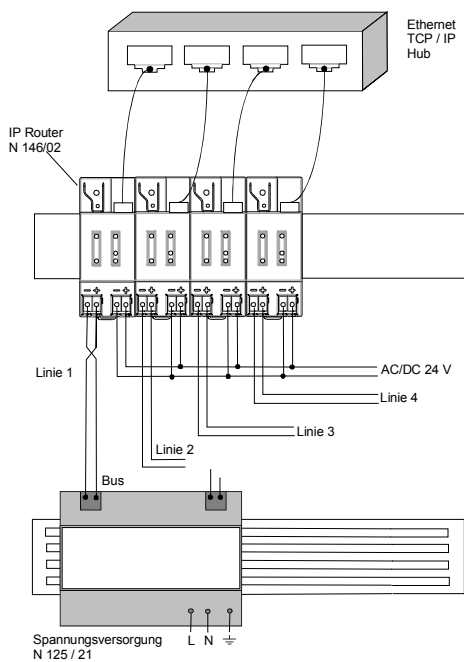 Ethernet
TCP / IP
Hub
IP Router
N 146/02
- + - + - + - + - + - + - + - +
AC/DC 24 V
Linie 1
Linie 4
Linie 3
Linie 2
Bus
L N
Spannungsversorgung
N 125 / 21